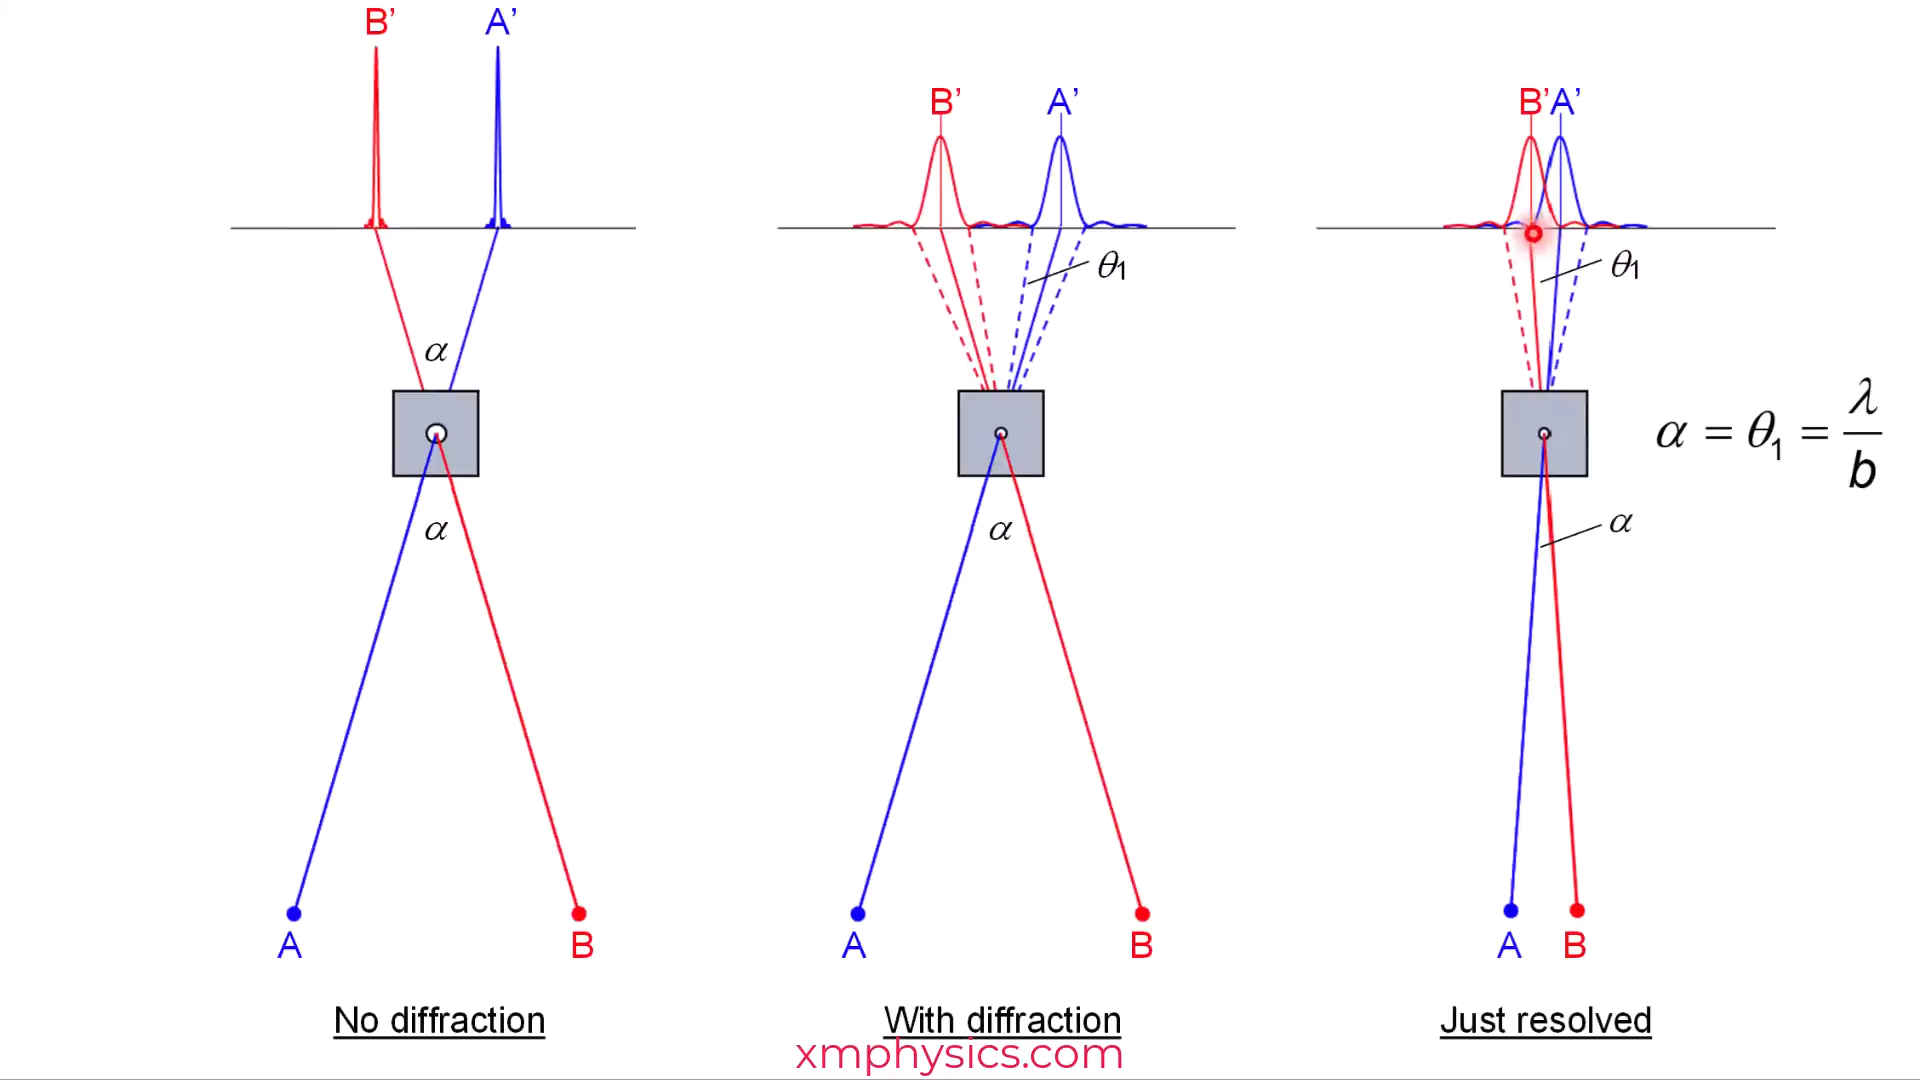 B’ A’
B’ A’
B’ A’
θ1
θ1
α
α = θ1 = λ/b
α
α
α
A B
A B
A B
No diffraction
With diffraction
Just resolved
xmphysics.com